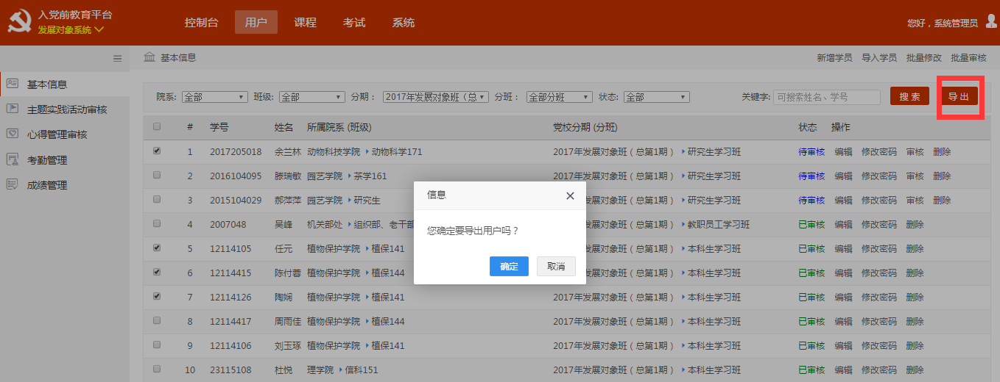 入党前教育平台
发展对象系统
控制台 用户 课程 考试 系统
您好，系统管理员
基本信息
新增学员 导入学员 批量修改 批量审核
基本信息
主题实践活动审核
心得管理审核
考勤管理
成绩管理
院系: 全部 班级: 全部 分期： 2017年发展对象班（总 分班： 全部分班 状态: 全部 关键字: 可搜索姓名、学号 搜 索 导 出
# 学号 姓名 所属院系 (班级) 党校分期 (分班) 状态 操作
1 2017205018 余兰林 动物科技学院 动物科学171 2017年发展对象班（总第1期） 研究生学习班 待审核 编辑 修改密码 审核 删除
2 2016104095 滕瑞敏 园艺学院 茶学161 2017年发展对象班（总第1期） 研究生学习班 待审核 编辑 修改密码 审核 删除
3 2015104029 郝萍萍 园艺学院 研究生 2017年发展对象班（总第1期） 研究生学习班 待审核 编辑 修改密码 审核 删除
4 2007048 吴峰 机关部处 组织部、老干部 2017年发展对象班（总第1期） 教职员工学习班 已审核 编辑 修改密码 删除
5 12114105 任元 植物保护学院 植保141 2017年发展对象班（总第1期） 本科生学习班 已审核 编辑 修改密码 删除
6 12114415 陈付蓉 植物保护学院 植保144 2017年发展对象班（总第1期） 本科生学习班 已审核 编辑 修改密码 删除
7 12114126 陶娴 植物保护学院 植保141 2017年发展对象班（总第1期） 本科生学习班 已审核 编辑 修改密码 删除
8 12114417 周雨佳 植物保护学院 植保144 2017年发展对象班（总第1期） 本科生学习班 已审核 编辑 修改密码 删除
9 12114106 刘玉琢 植物保护学院 植保141 2017年发展对象班（总第1期） 本科生学习班 已审核 编辑 修改密码 删除
10 23115108 杜悦 理学院 信科151 2017年发展对象班（总第1期） 本科生学习班 已审核 编辑 修改密码 删除
信息
您确定要导出用户吗？
确定 取消